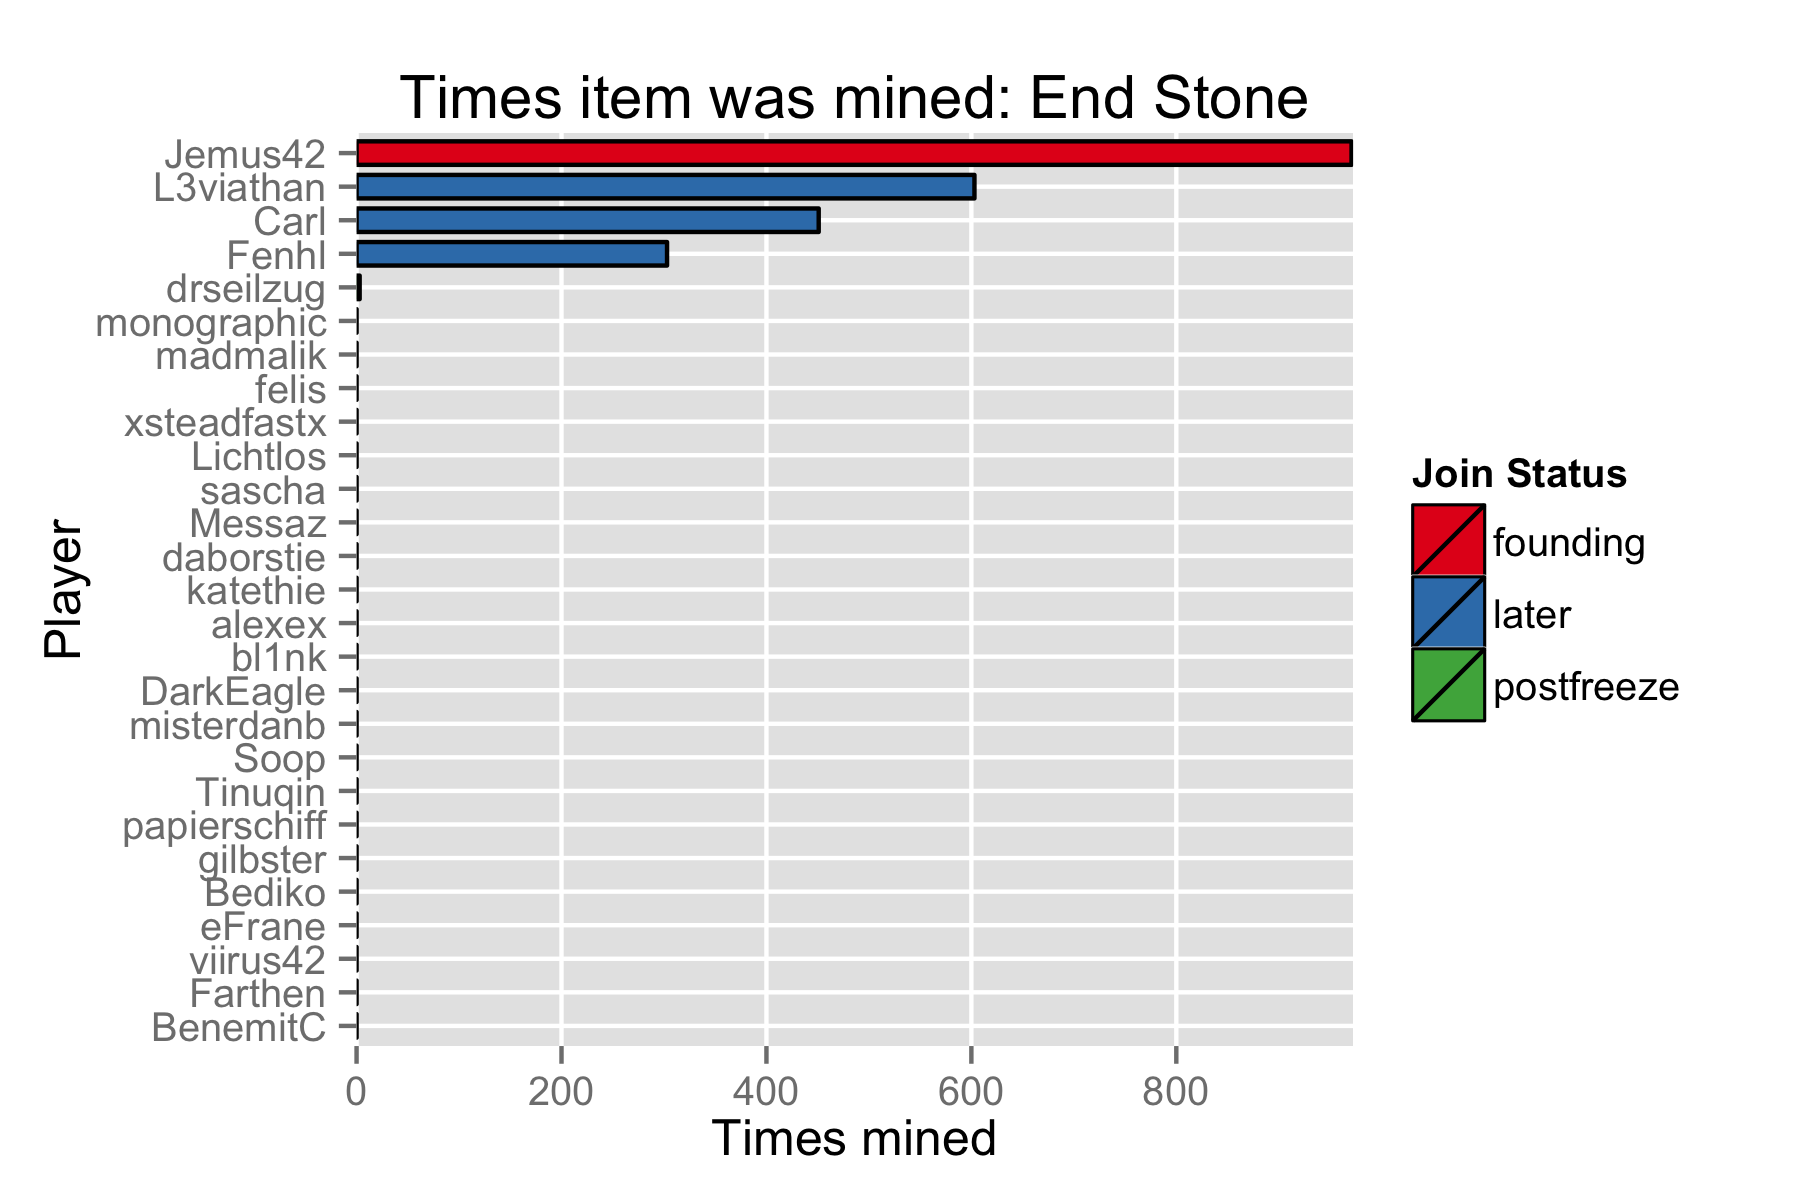 Times item was mined: End Stone
Jemus42
L3viathan
Carl
Fenhl
drseilzug
monographic
madmalik
felis
xsteadfastx
Lichtlos
sascha
Messaz
daborstie
katethie
alexex
bl1nk
DarkEagle
misterdanb
Soop
Tinuqin
papierschiff
gilbster
Bediko
eFrane
viirus42
Farthen
BenemitC
Player
0 200 400 600 800
Times mined
Join Status
founding
later
postfreeze